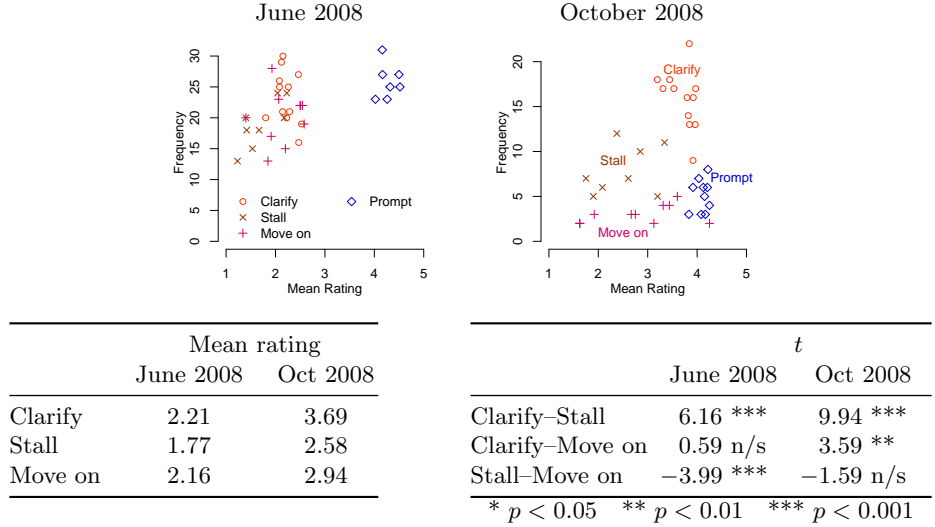 June 2008
Frequency
0 5 10 15 20 25 30
1 2 3 4 5
Mean Rating
Clarify
Stall
Move on
Prompt
October 2008
Frequency
0 5 10 15 20
1 2 3 4 5
Mean Rating
Clarify
Stall
Prompt
Move on
Mean rating
June 2008 Oct 2008
Clarify 2.21 3.69
Stall 1.77 2.58
Move on 2.16 2.94
t
June 2008 Oct 2008
Clarify–Stall 6.16 *** 9.94 ***
Clarify–Move on 0.59 n/s 3.59 **
Stall–Move on −3.99 *** −1.59 n/s
* p < 0.05 ** p < 0.01 *** p < 0.001